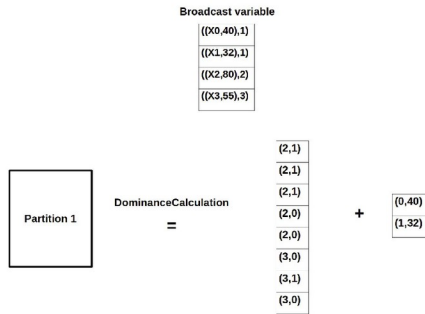 Broadcast variable
((X0,40),1)
((X1,32),1)
((X2,80),2)
((X3,55),3)
Partition 1
DominanceCalculation
=
(2,1)
(2,1)
(2,1)
(2,0)
(2,0)
(3,0)
(3,1)
(3,0)
+
(0,40)
(1,32)